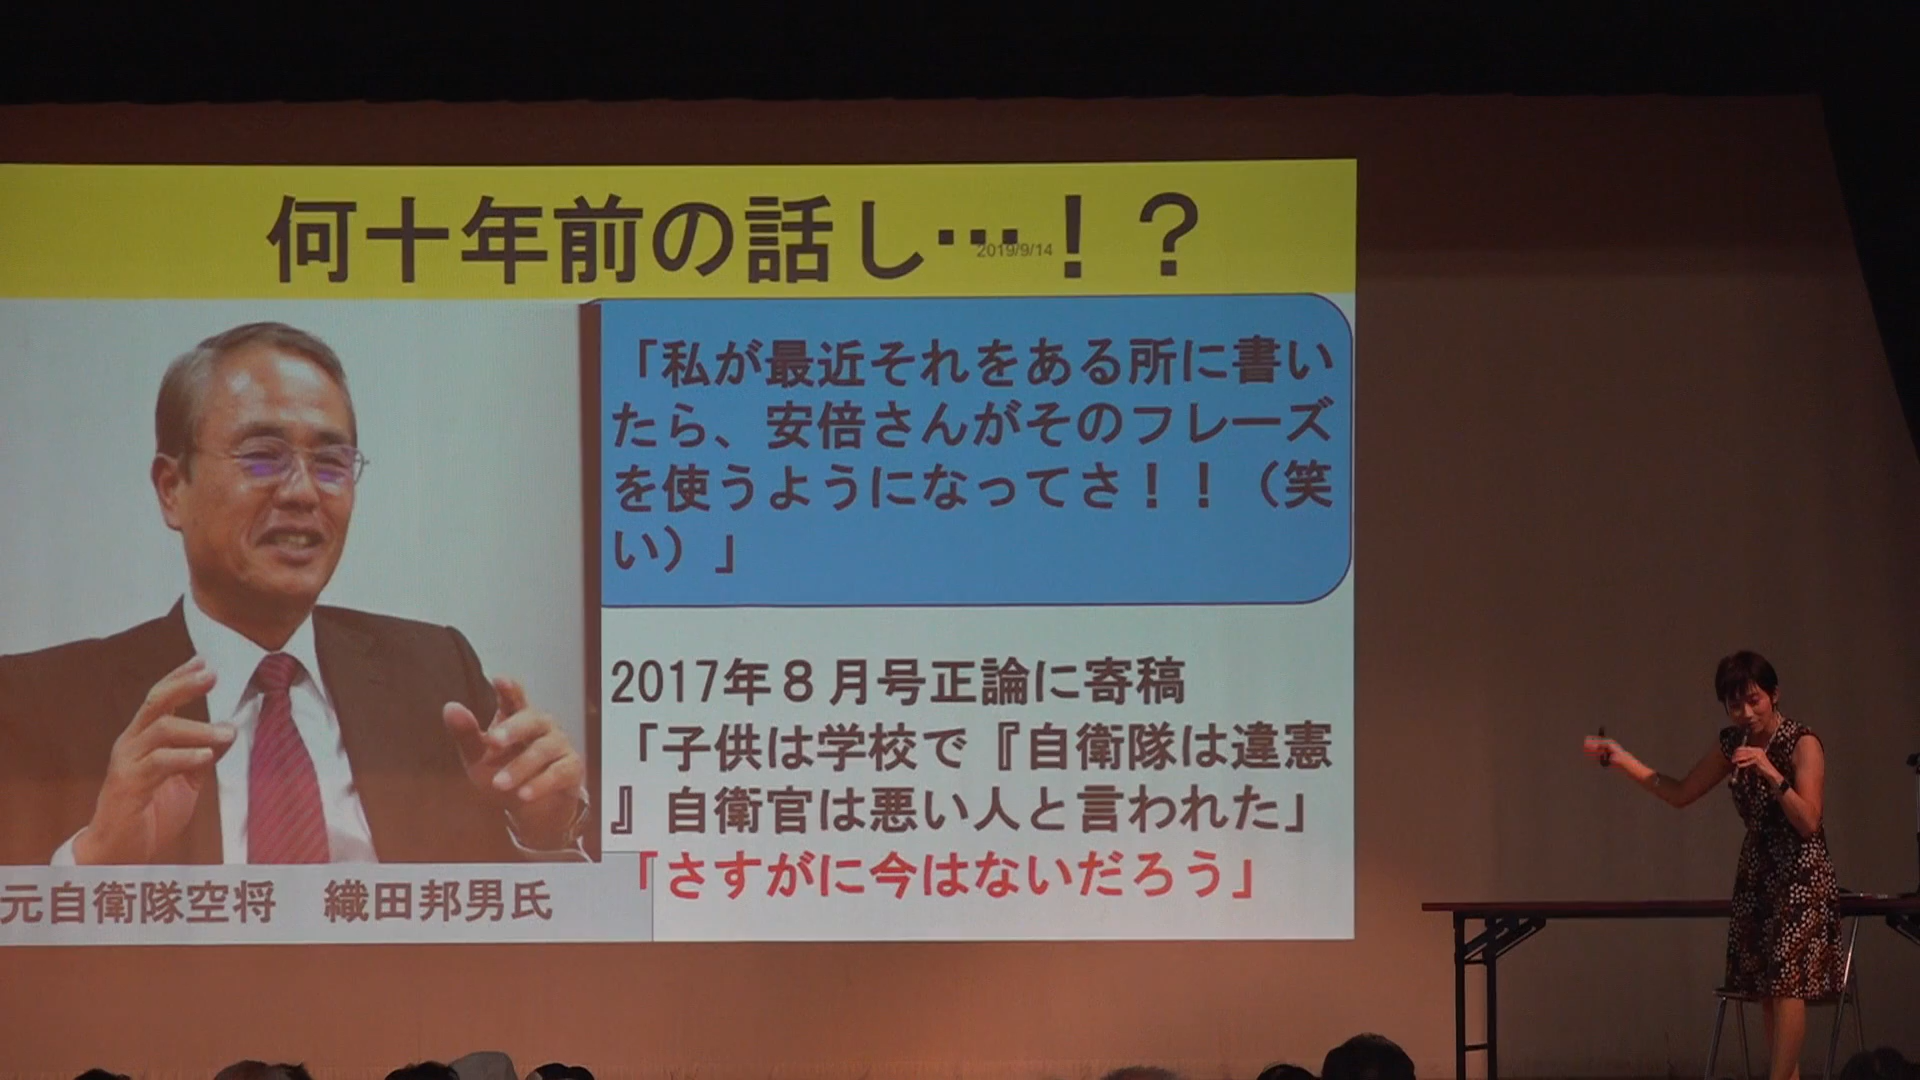 何十年前の話し…！？
2019/9/14
「私が最近それをある所に書い
たら、安倍さんがそのフレーズ
を使うようになってさ！！（笑
い）」
2017年８月号正論に寄稿
「子供は学校で『自衛隊は違憲
』自衛官は悪い人と言われた」
「さすがに今はないだろう」
元自衛隊空将　織田邦男氏